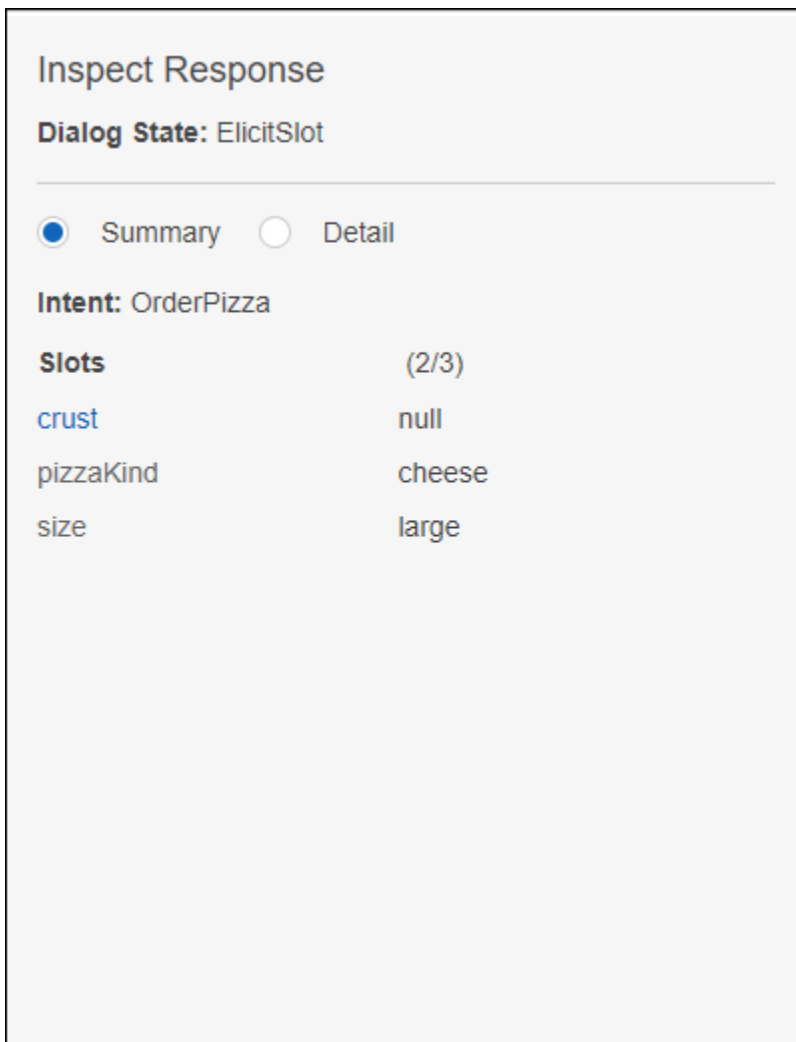 Inspect Response
Dialog State: ElicitSlot
Summary Detail
Intent: OrderPizza
Slots (2/3)
crust null
pizzaKind cheese
size large